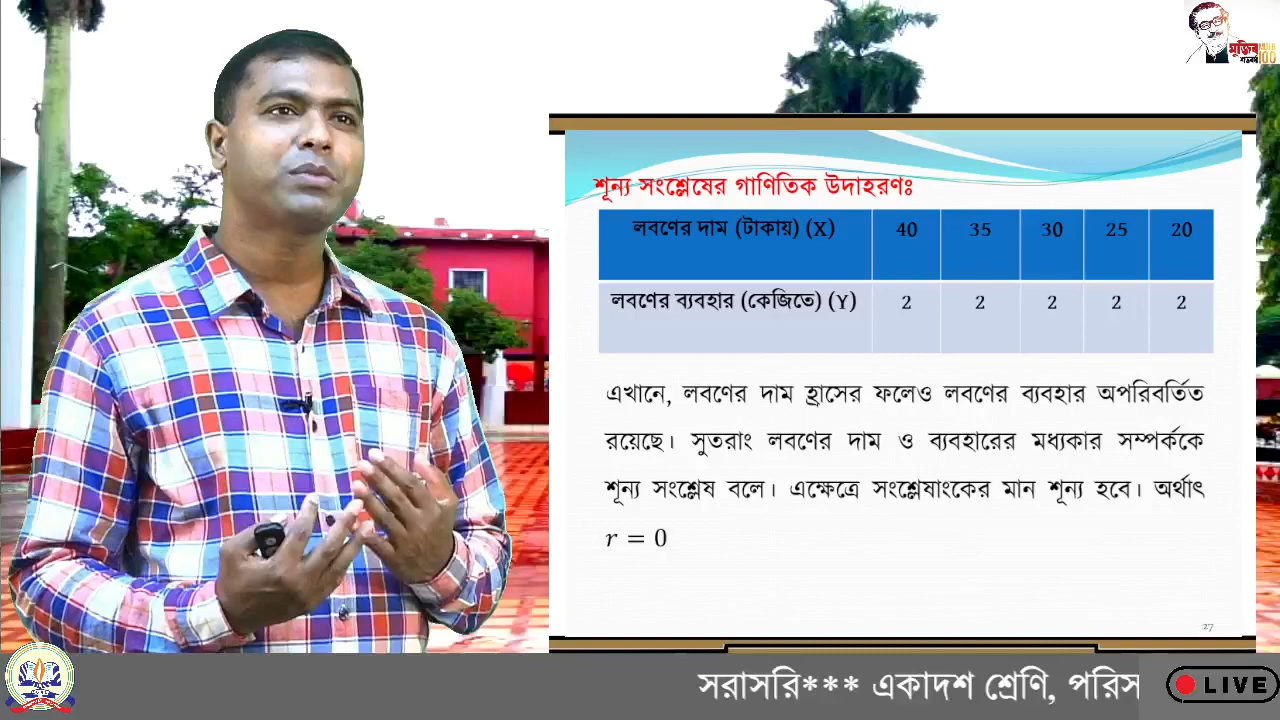 মুজিব
শতবর্ষ
100
শূন্য সংশ্লেষের গাণিতিক উদাহরণঃ
লবণের দাম (টাকায়) (X) 40 35 30 25 20
লবণের ব্যবহার (কেজিতে) (Y) 2 2 2 2 2
এখানে, লবণের দাম হ্রাসের ফলেও লবণের ব্যবহার অপরিবর্তিত
রয়েছে। সুতরাং লবণের দাম ও ব্যবহারের মধ্যকার সম্পর্ককে
শূন্য সংশ্লেষ বলে। এক্ষেত্রে সংশ্লেষাংকের মান শূন্য হবে। অর্থাৎ
r = 0
27
সরাসরি*** একাদশ শ্রেণি, পরিস
LIVE